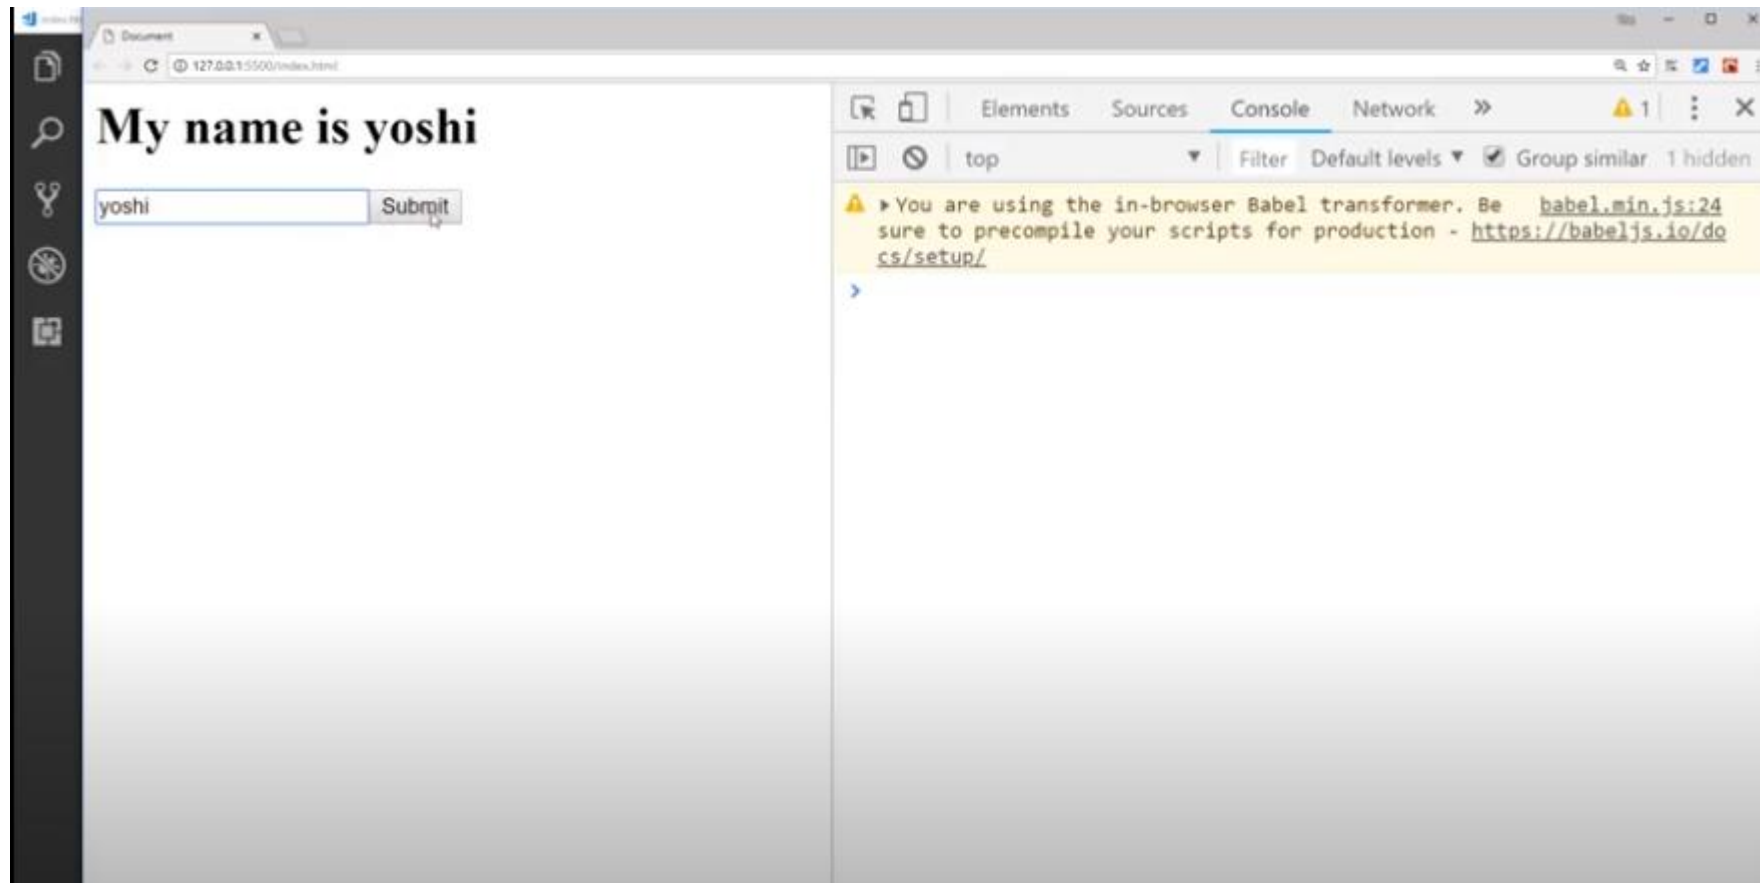 Document
127.0.0.1:5500/index.html
My name is yoshi
yoshi
Submit
Elements Sources Console Network » 1
top Filter Default levels Group similar 1 hidden
You are using the in-browser Babel transformer. Be babel.min.js:24
sure to precompile your scripts for production - https://babeljs.io/do
cs/setup/